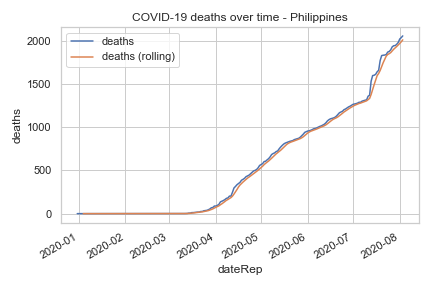 COVID-19 deaths over time - Philippines
deaths
deaths (rolling)
2000
1500
1000
500
0
deaths
2020-01
2020-02
2020-03
2020-04
2020-05
2020-06
2020-07
2020-08
dateRep